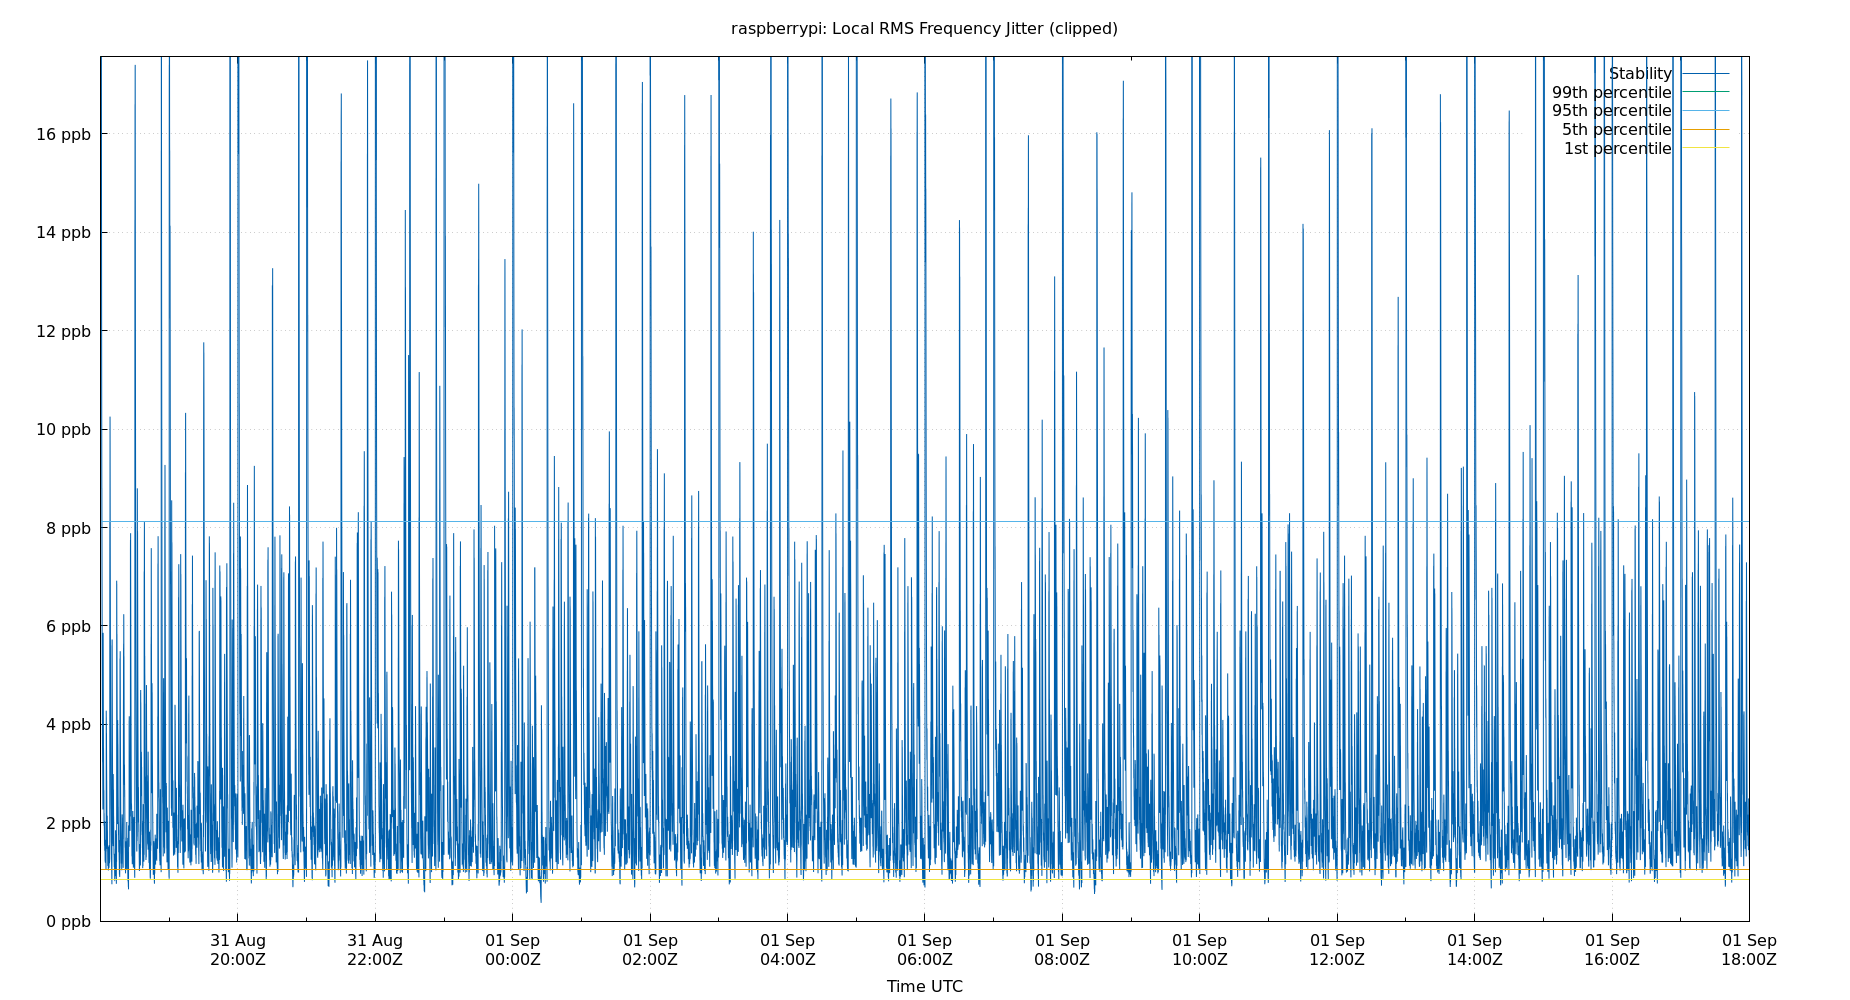 raspberrypi: Local RMS Frequency Jitter (clipped)
Stability
99th percentile
95th percentile
5th percentile
1st percentile
16 ppb
14 ppb
12 ppb
10 ppb
8 ppb
6 ppb
4 ppb
2 ppb
0 ppb
31 Aug 31 Aug 01 Sep 01 Sep 01 Sep 01 Sep 01 Sep 01 Sep 01 Sep 01 Sep 01 Sep 01 Sep
20:00Z 22:00Z 00:00Z 02:00Z 04:00Z 06:00Z 08:00Z 10:00Z 12:00Z 14:00Z 16:00Z 18:00Z
Time UTC